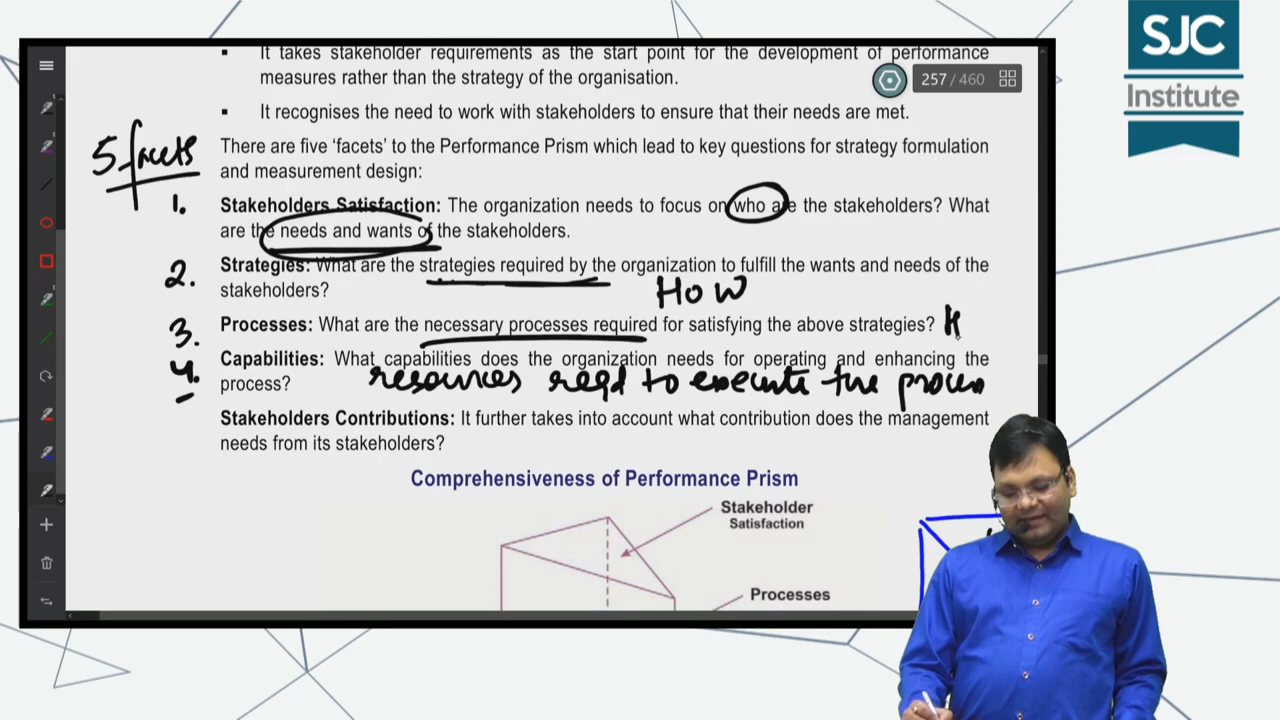 SJC
Institute
257 / 460
It takes stakeholder requirements as the start point for the development of performance
measures rather than the strategy of the organisation.
It recognises the need to work with stakeholders to ensure that their needs are met.
5 facets
There are five ‘facets’ to the Performance Prism which lead to key questions for strategy formulation
and measurement design:
1. Stakeholders Satisfaction: The organization needs to focus on who are the stakeholders? What
are the needs and wants of the stakeholders.
2. Strategies: What are the strategies required by the organization to fulfill the wants and needs of the
stakeholders?
HOW
3. Processes: What are the necessary processes required for satisfying the above strategies?
4. Capabilities: What capabilities does the organization needs for operating and enhancing the
process?
resources reqd to execute the process
Stakeholders Contributions: It further takes into account what contribution does the management
needs from its stakeholders?
Comprehensiveness of Performance Prism
Stakeholder
Satisfaction
Processes